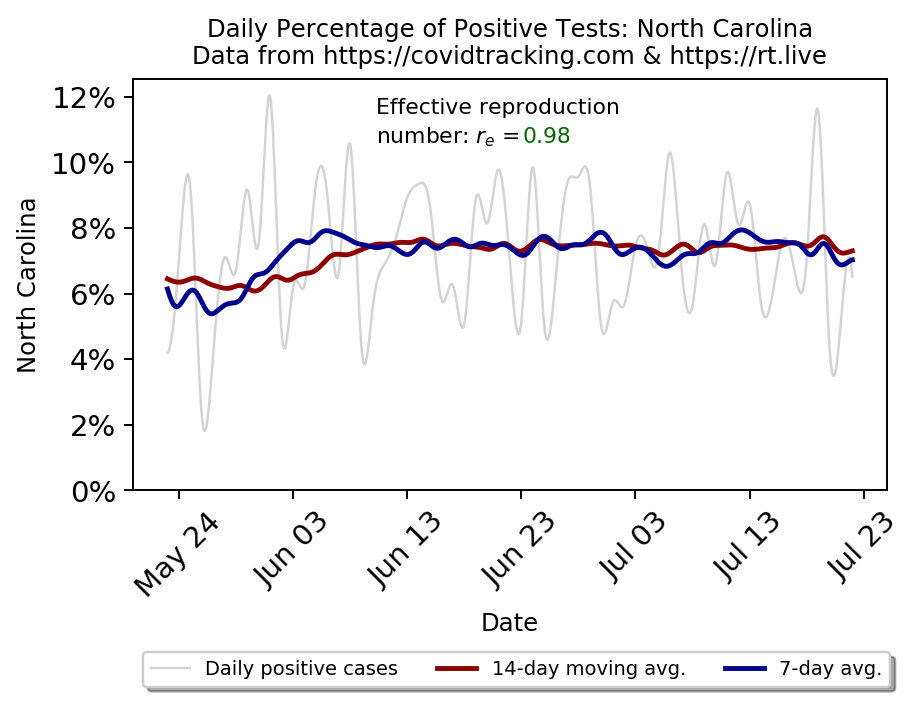 Daily Percentage of Positive Tests: North Carolina
Data from https://covidtracking.com & https://rt.live
Effective reproduction
number: rₑ =0.98
12%
10%
8%
6%
4%
2%
0%
North Carolina
May 24
Jun 03
Jun 13
Jun 23
Jul 03
Jul 13
Jul 23
Date
Daily positive cases
14-day moving avg.
7-day avg.